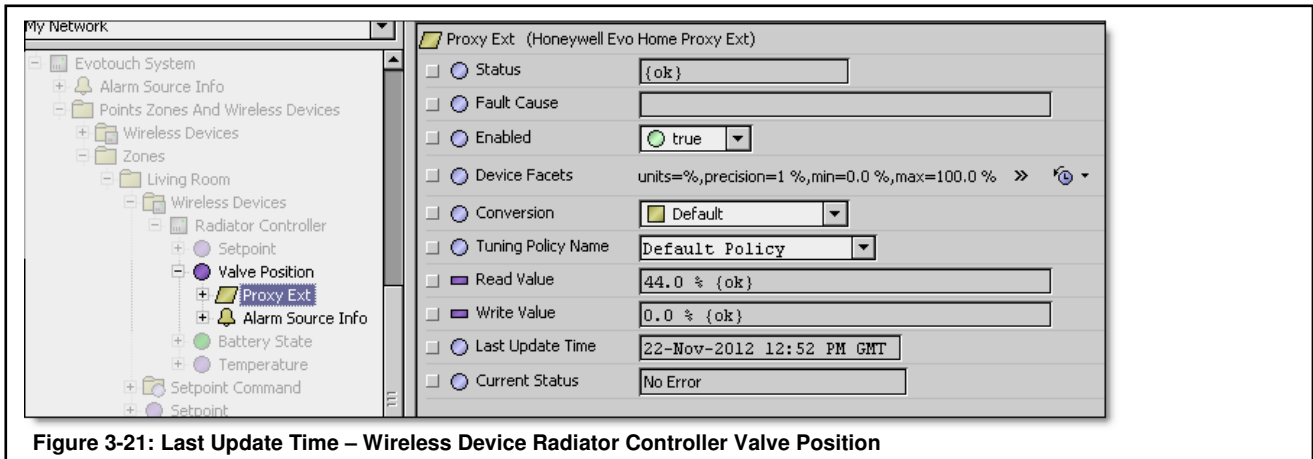 My Network
Evotouch System
Alarm Source Info
Points Zones And Wireless Devices
Wireless Devices
Zones
Living Room
Wireless Devices
Radiator Controller
Setpoint
Valve Position
Proxy Ext
Alarm Source Info
Battery State
Temperature
Setpoint Command
Setpoint
Proxy Ext (Honeywell Evo Home Proxy Ext)
Status {ok}
Fault Cause
Enabled true
Device Facets units=%,precision=1 %,min=0.0 %,max=100.0 % »
Conversion Default
Tuning Policy Name Default Policy
Read Value 44.0 % {ok}
Write Value 0.0 % {ok}
Last Update Time 22-Nov-2012 12:52 PM GMT
Current Status No Error
Figure 3-21: Last Update Time – Wireless Device Radiator Controller Valve Position